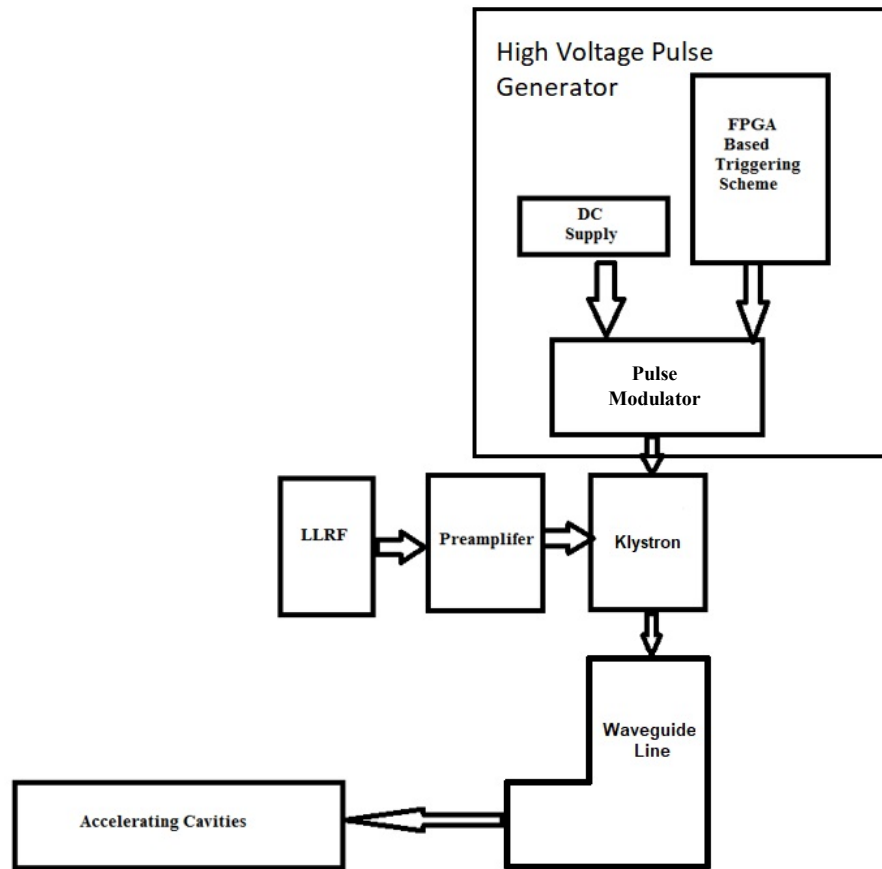 High Voltage Pulse
Generator
FPGA
Based
Triggering
Scheme
DC
Supply
Pulse
Modulator
LLRF
Preamplifer
Klystron
Waveguide
Line
Accelerating Cavities